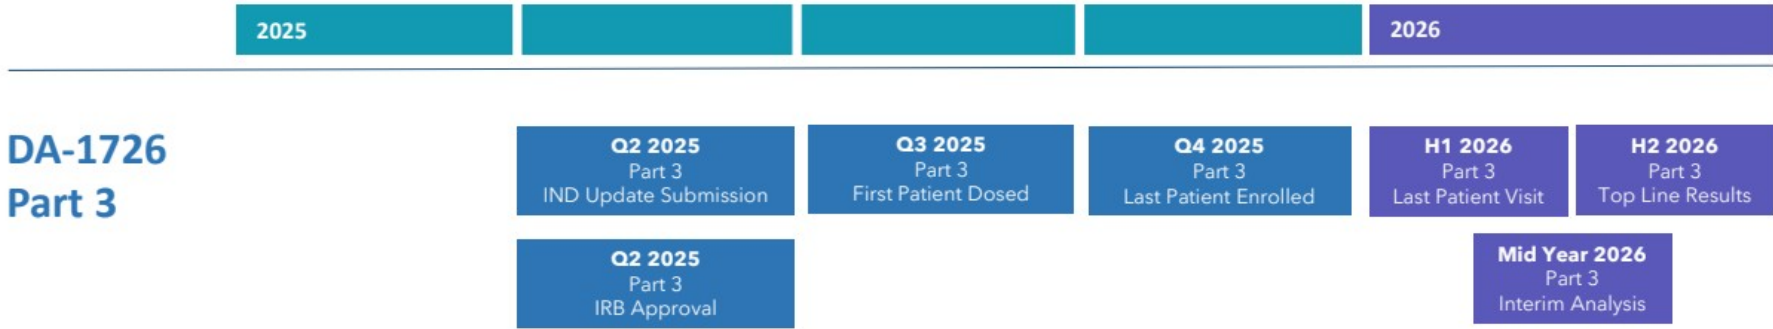 2025
2026
DA-1726
Part 3
Q2 2025
Part 3
IND Update Submission
Q3 2025
Part 3
First Patient Dosed
Q4 2025
Part 3
Last Patient Enrolled
H1 2026
Part 3
Last Patient Visit
H2 2026
Part 3
Top Line Results
Q2 2025
Part 3
IRB Approval
Mid Year 2026
Part 3
Interim Analysis